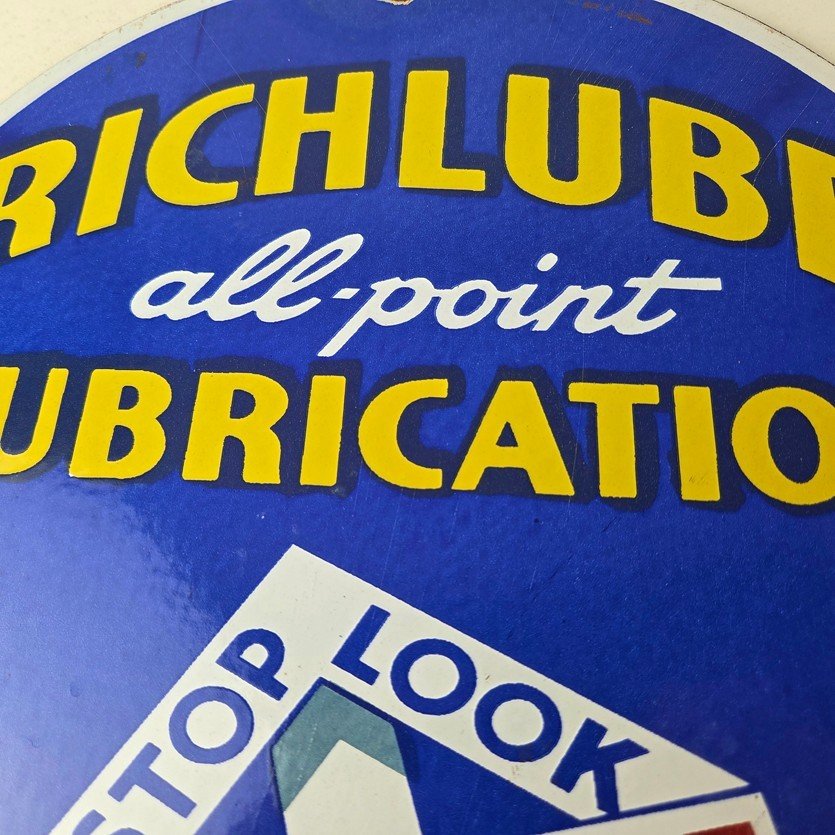 RICHLUBE
all-point
UBRICATIO
STOP
LOOK